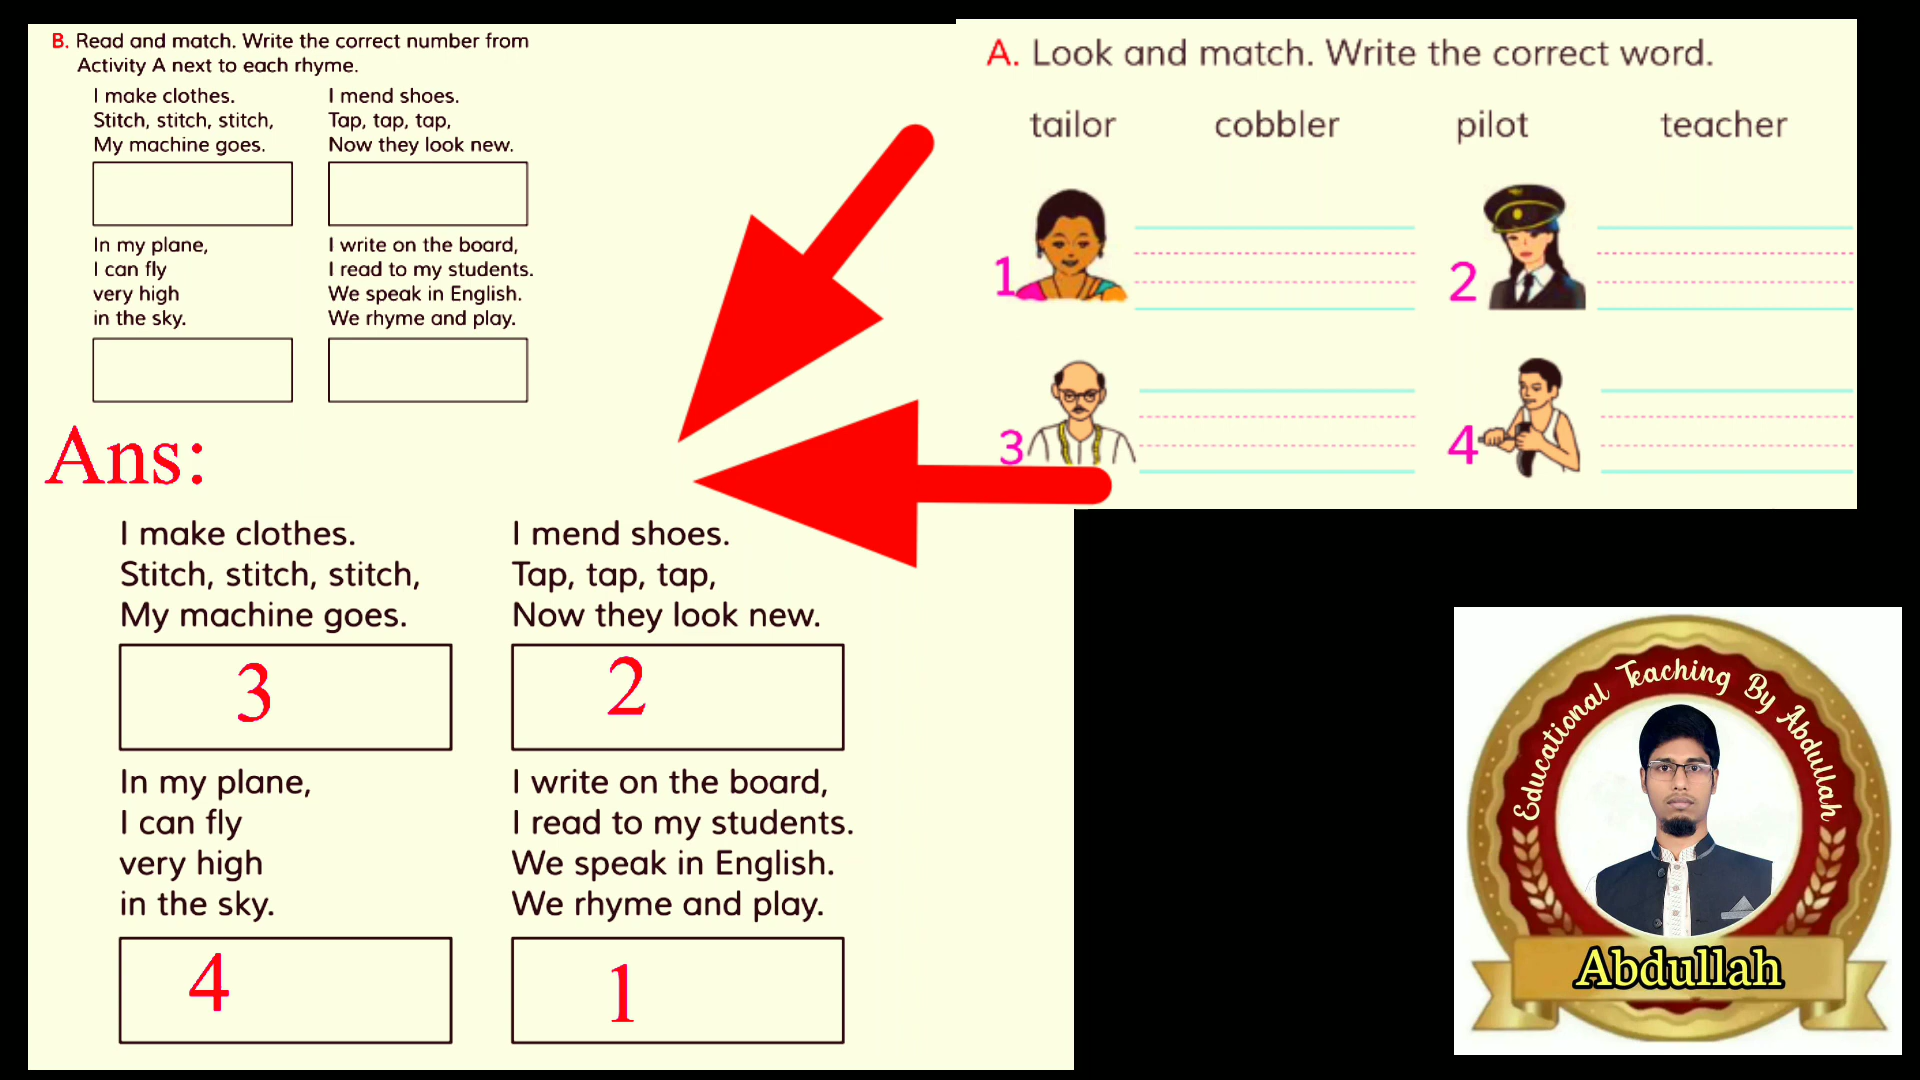 B. Read and match. Write the correct number from
Activity A next to each rhyme.
I make clothes.
Stitch, stitch, stitch,
My machine goes.
I mend shoes.
Tap, tap, tap,
Now they look new.
In my plane,
I can fly
very high
in the sky.
I write on the board,
I read to my students.
We speak in English.
We rhyme and play.
A. Look and match. Write the correct word.
tailor cobbler pilot teacher
1
2
3
4
Ans:
I make clothes.
Stitch, stitch, stitch,
My machine goes.
3
I mend shoes.
Tap, tap, tap,
Now they look new.
2
In my plane,
I can fly
very high
in the sky.
4
I write on the board,
I read to my students.
We speak in English.
We rhyme and play.
1
Educational Teaching By Abdullah
Abdullah